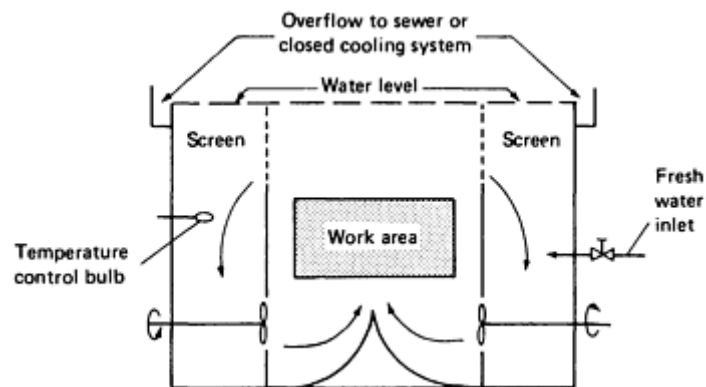 Overflow to sewer or
closed cooling system
Water level
Screen
Screen
Fresh
water
inlet
Work area
Temperature
control bulb